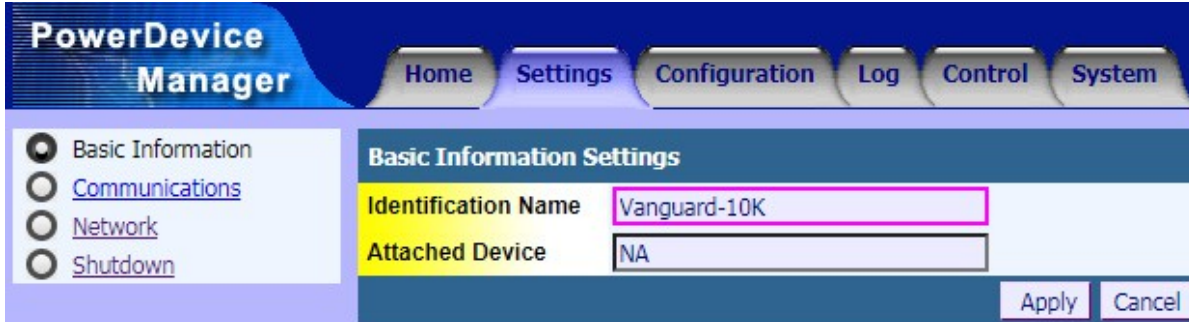 PowerDevice
Manager
Home Settings Configuration Log Control System
Basic Information
Communications
Network
Shutdown
Basic Information Settings
Identification Name Vanguard-10K
Attached Device NA
Apply Cancel